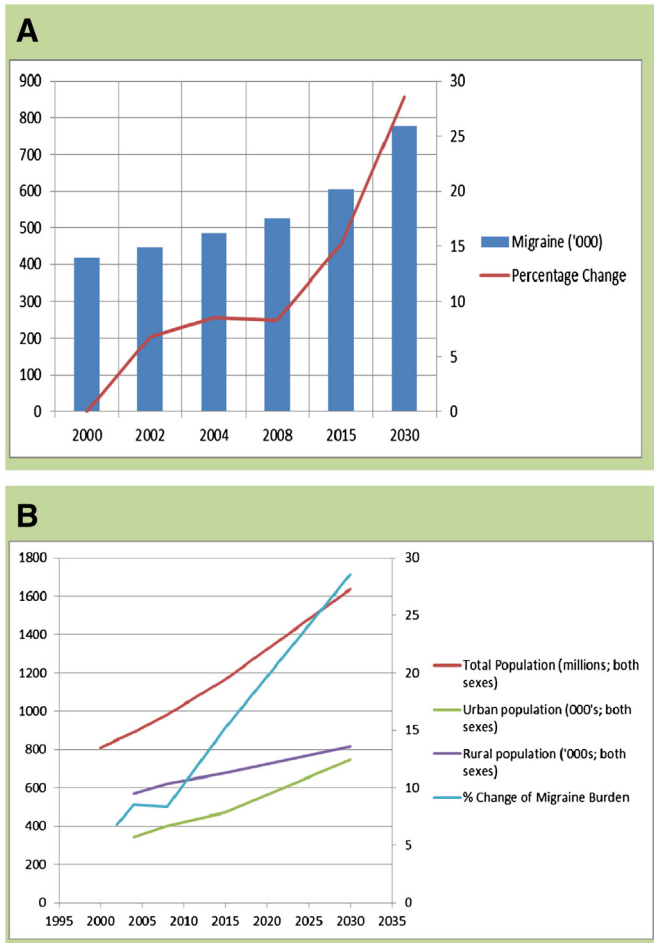 A
900
800
700
600
500
400
300
200
100
0
30
25
20
15
10
5
0
2000 2002 2004 2008 2015 2030
Migraine ('000)
Percentage Change
B
1800
1600
1400
1200
1000
800
600
400
200
0
30
25
20
15
10
5
0
1995 2000 2005 2010 2015 2020 2025 2030 2035
Total Population (millions; both
sexes)
Urban population (000's; both
sexes)
Rural population ('000s; both
sexes)
% Change of Migraine Burden